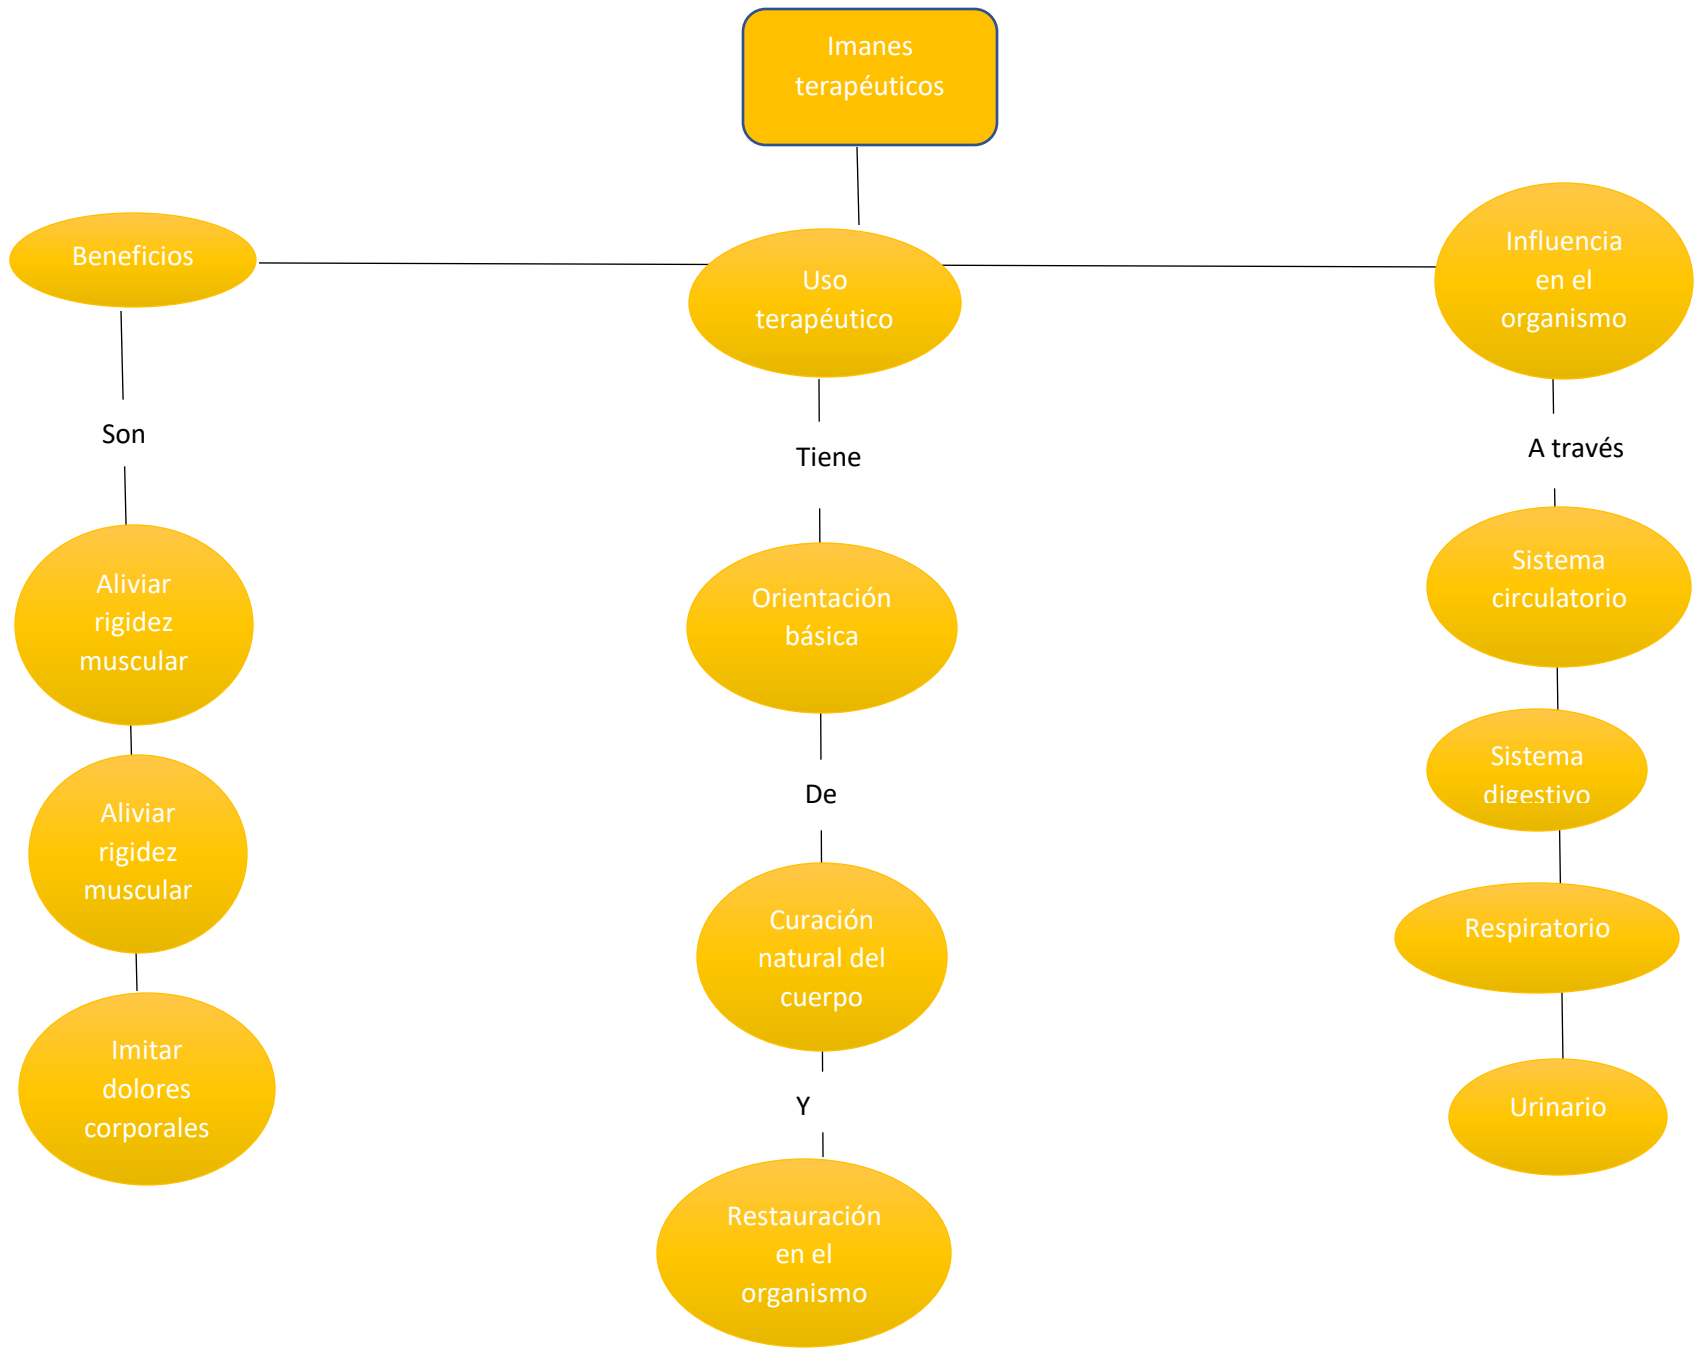 Imanes
terapéuticos
Beneficios
Uso
terapéutico
Influencia
en el
organismo
Son
Aliviar
rigidez
muscular
Aliviar
rigidez
muscular
Imitar
dolores
corporales
Tiene
Orientación
básica
De
Curación
natural del
cuerpo
Y
Restauración
en el
organismo
A través
Sistema
circulatorio
Sistema
digestivo
Respiratorio
Urinario